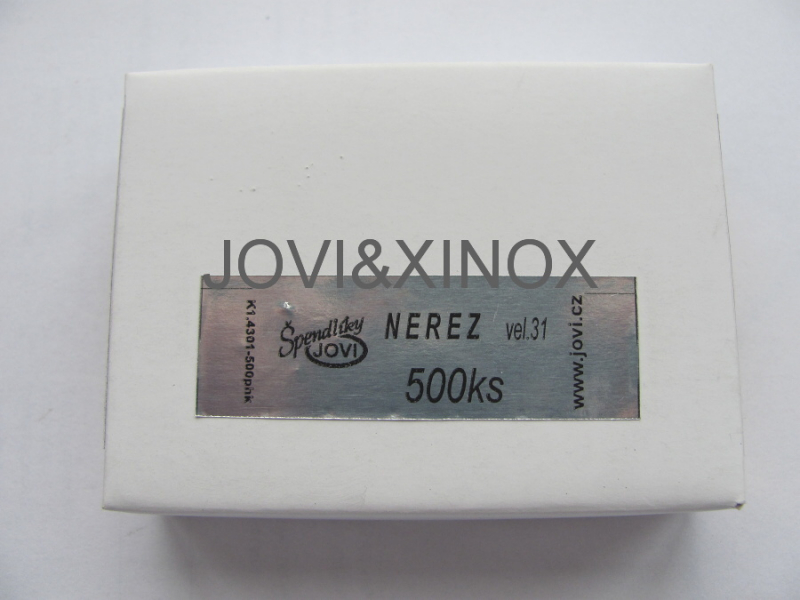 JOVI&XINOX
K1.4301-500pink
Špendlíky
JOVI
NEREZ vel.31
500ks
www.jovi.cz